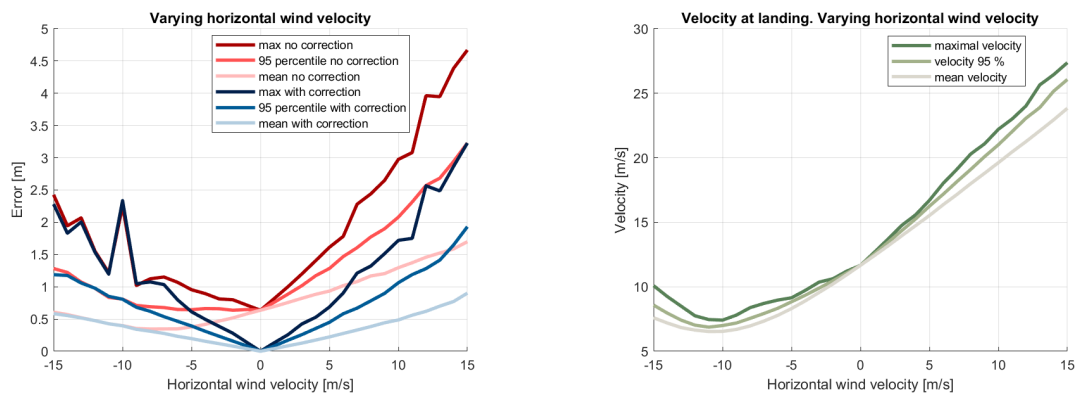 Varying horizontal wind velocity
5
4.5
4
3.5
3
2.5
2
1.5
1
0.5
0
Error [m]
max no correction
95 percentile no correction
mean no correction
max with correction
95 percentile with correction
mean with correction
-15 -10 -5 0 5 10 15
Horizontal wind velocity [m/s]
Velocity at landing. Varying horizontal wind velocity
30
25
20
15
10
5
Velocity [m/s]
maximal velocity
velocity 95 %
mean velocity
-15 -10 -5 0 5 10 15
Horizontal wind velocity [m/s]